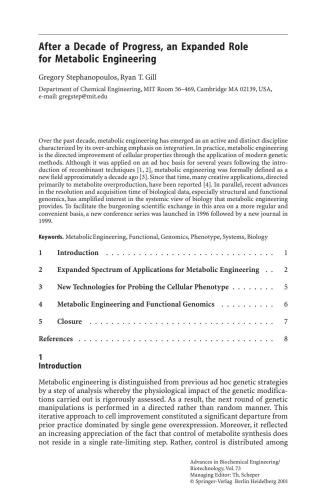 After a Decade of Progress, an Expanded Role
for Metabolic Engineering
Gregory Stephanopoulos, Ryan T. Gill
Department of Chemical Engineering, MIT Room 56–469, Cambridge MA 02139, USA,
e-mail: gregstep@mit.edu
Over the past decade, metabolic engineering has emerged as an active and distinct discipline
characterized by its over-arching emphasis on integration. In practice, metabolic engineering
is the directed improvement of cellular properties through the application of modern genetic
methods. Although it was applied on an ad hoc basis for several years following the intro-
duction of recombinant techniques [1, 2], metabolic engineering was formally defined as a
new field approximately a decade ago [3]. Since that time, many creative applications, directed
primarily to metabolite overproduction, have been reported [4]. In parallel, recent advances
in the resolution and acquisition time of biological data, especially structural and functional
genomics, has amplified interest in the systemic view of biology that metabolic engineering
provides. To facilitate the burgeoning scientific exchange in this area on a more regular and
convenient basis, a new conference series was launched in 1996 followed by a new journal in
1999.
Keywords. Metabolic Engineering, Functional, Genomics, Phenotype, Systems, Biology
1 Introduction . . . . . . . . . . . . . . . . . . . . . . . . . . . . . . 1
2 Expanded Spectrum of Applications for Metabolic Engineering . . 2
3 New Technologies for Probing the Cellular Phenotype . . . . . . . . 5
4 Metabolic Engineering and Functional Genomics . . . . . . . . . . 6
5 Closure . . . . . . . . . . . . . . . . . . . . . . . . . . . . . . . . . 7
References . . . . . . . . . . . . . . . . . . . . . . . . . . . . . . . . . . . 8
1
Introduction
Metabolic engineering is distinguished from previous ad hoc genetic strategies
by a step of analysis whereby the physiological impact of the genetic modifica-
tions carried out is rigorously assessed. As a result, the next round of genetic
manipulations is performed in a directed rather than random manner. This
iterative approach to cell improvement constituted a significant departure from
prior practice dominated by single gene overexpression. Moreover, it reflected
an increasing appreciation of the fact that control of metabolite synthesis does
not reside in a single rate-limiting step. Rather, control is distributed among
Advances in Biochemical Engineering/
Biotechnology, Vol. 73
Managing Editor: Th. Scheper
© Springer-Verlag Berlin Heidelberg 2001